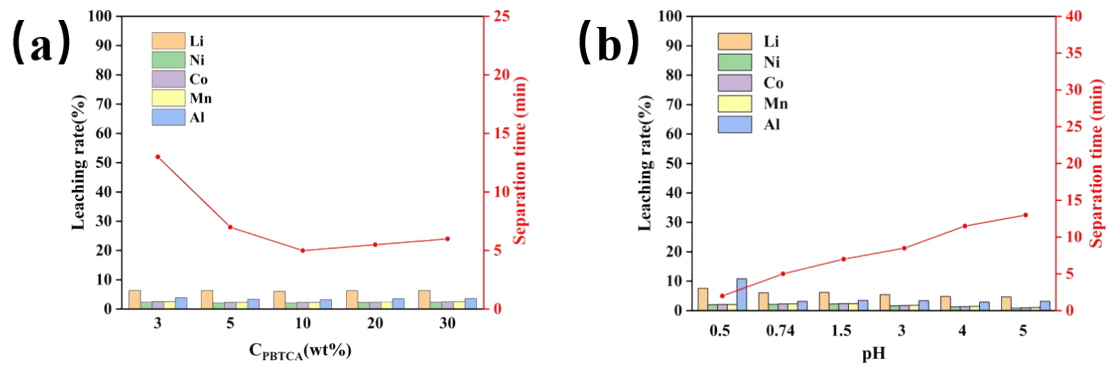 (a)
100
90
80
70
60
50
40
30
20
10
0
Leaching rate(%)
Li
Ni
Co
Mn
Al
25
20
15
10
5
0
Separation time (min)
3 5 10 20 30
CPBTCA(wt%)
(b)
100
90
80
70
60
50
40
30
20
10
0
Leaching rate(%)
Li
Ni
Co
Mn
Al
40
35
30
25
20
15
10
5
0
Separation time (min)
0.5 0.74 1.5 3 4 5
pH